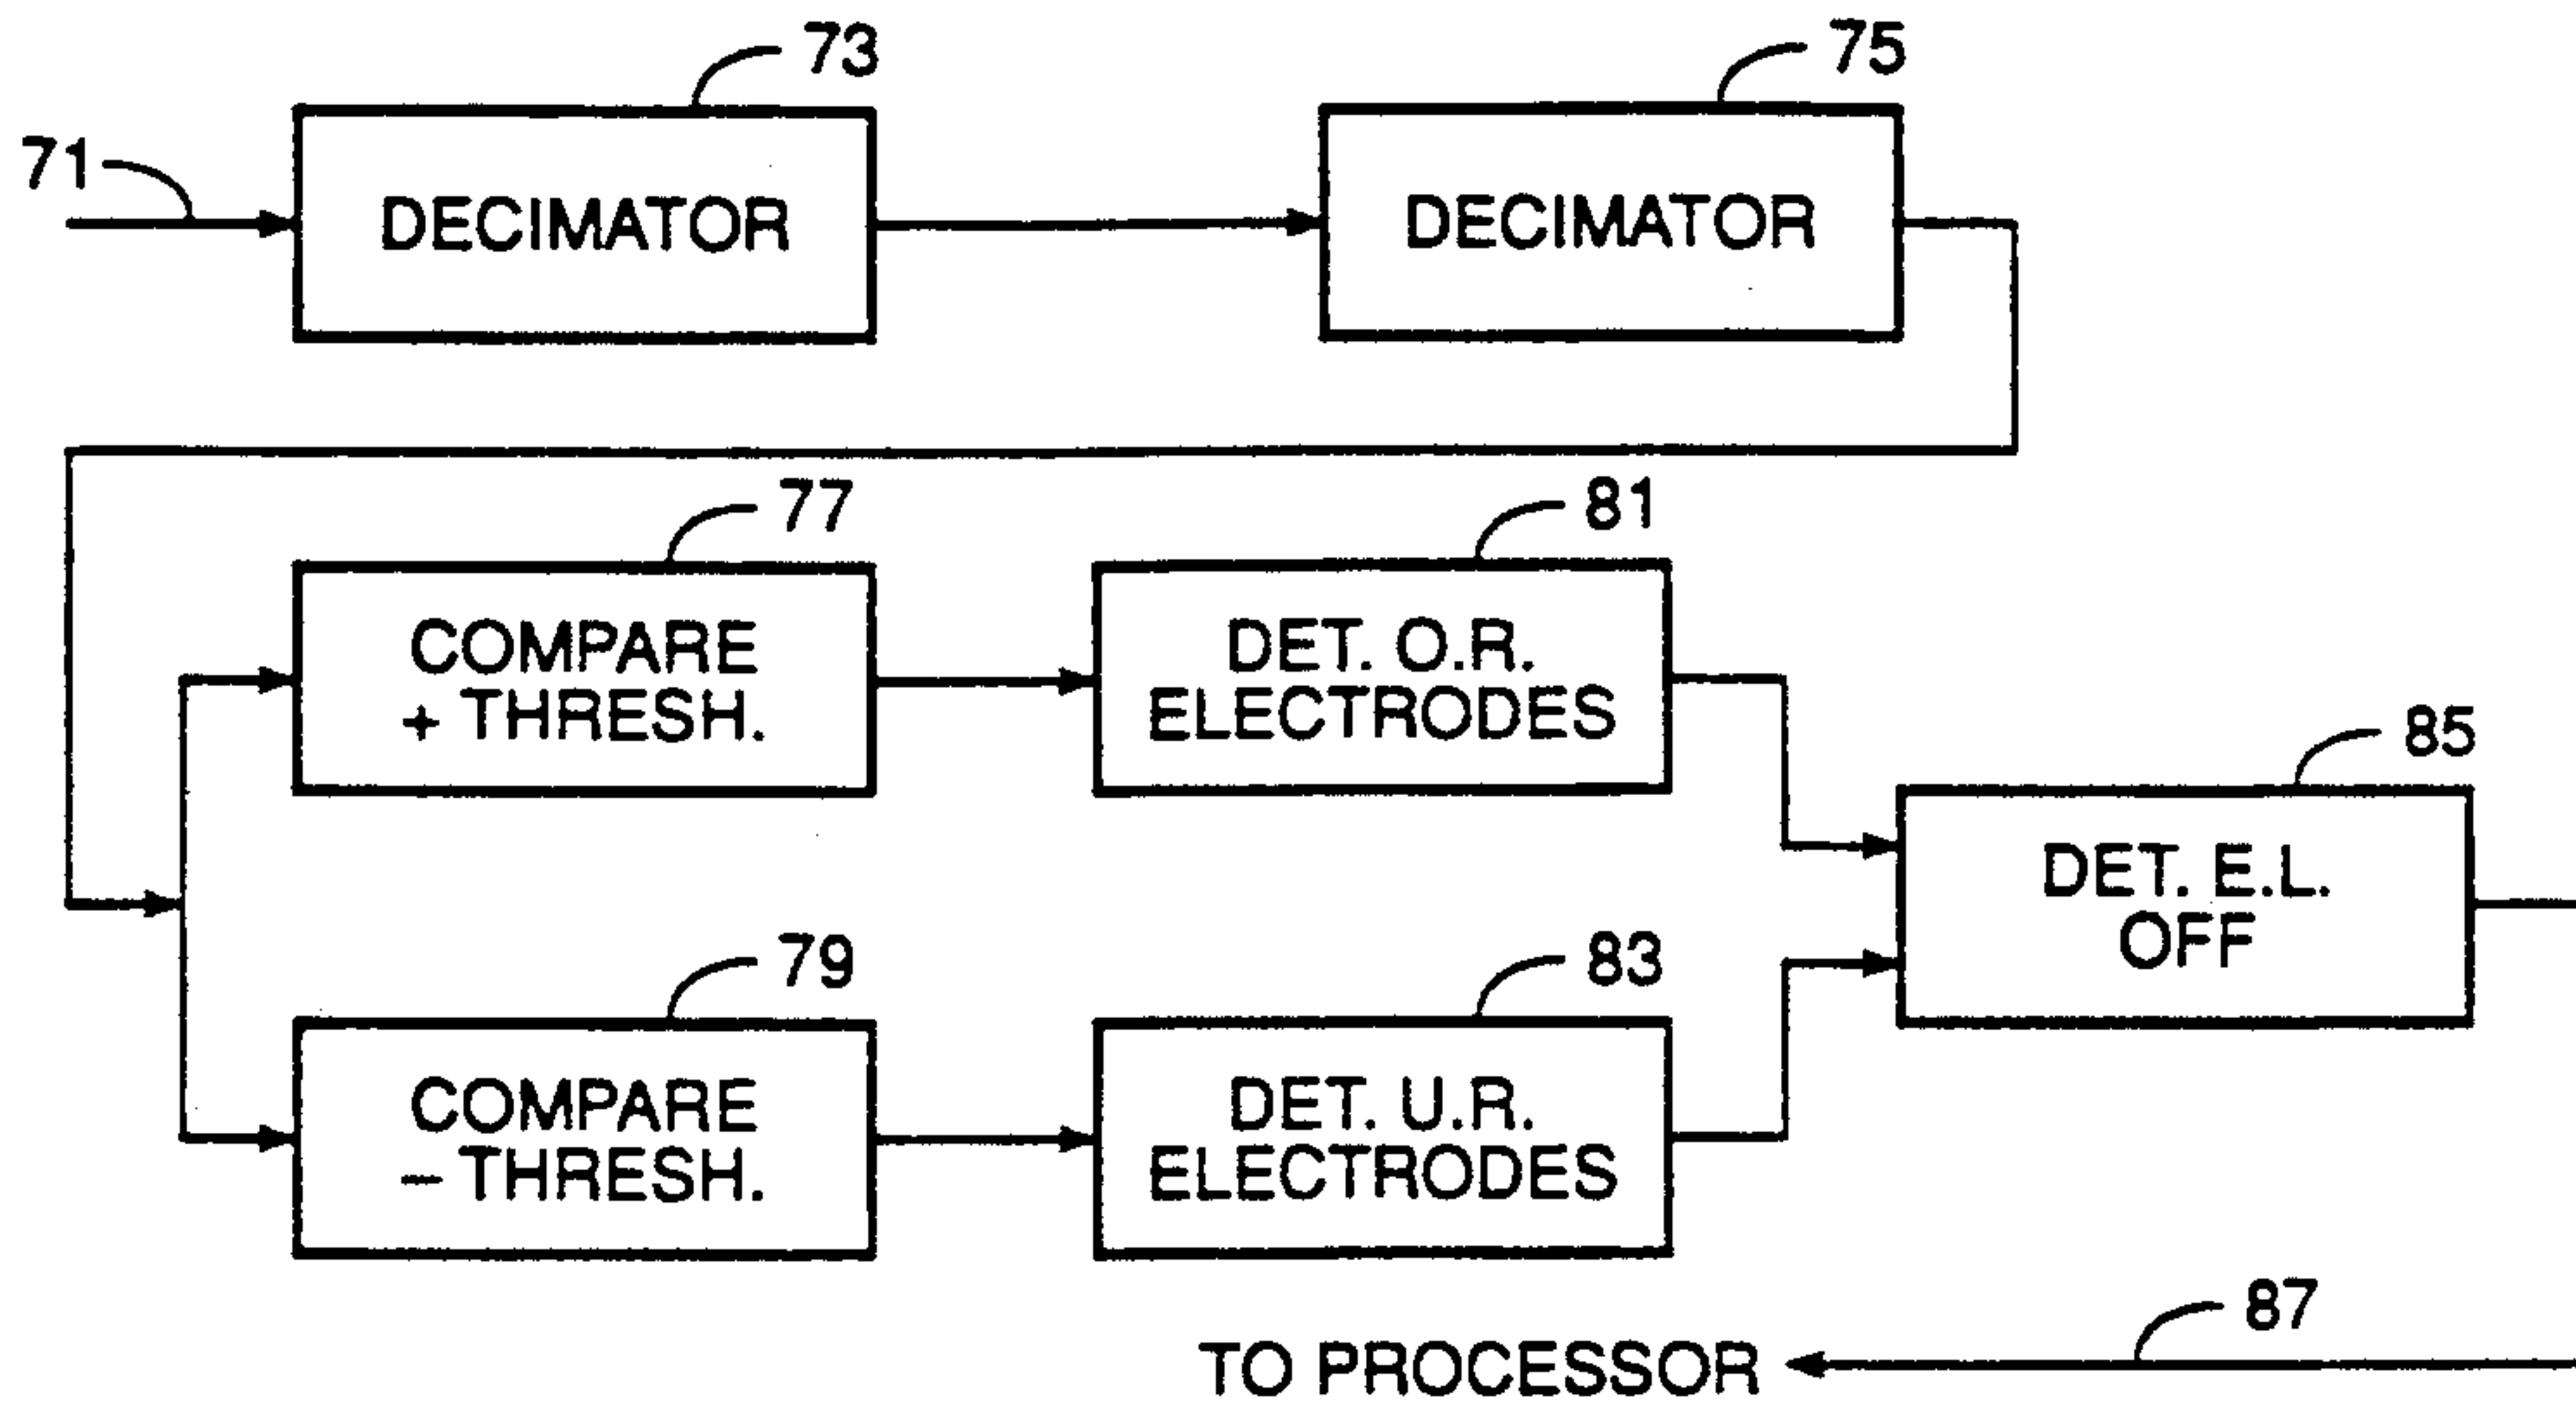 73
75
71
DECIMATOR
DECIMATOR
77
81
COMPARE
+ THRESH.
DET. O.R.
ELECTRODES
85
DET. E.L.
OFF
79
83
COMPARE
– THRESH.
DET. U.R.
ELECTRODES
87
TO PROCESSOR